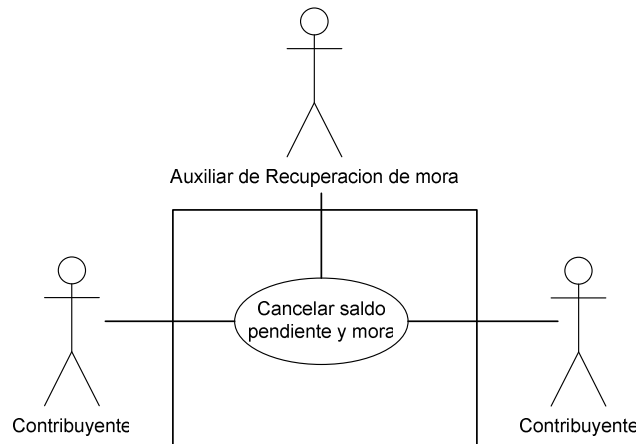 Auxiliar de Recuperacion de mora
Cancelar saldo
pendiente y mora
Contribuyente
Contribuyente